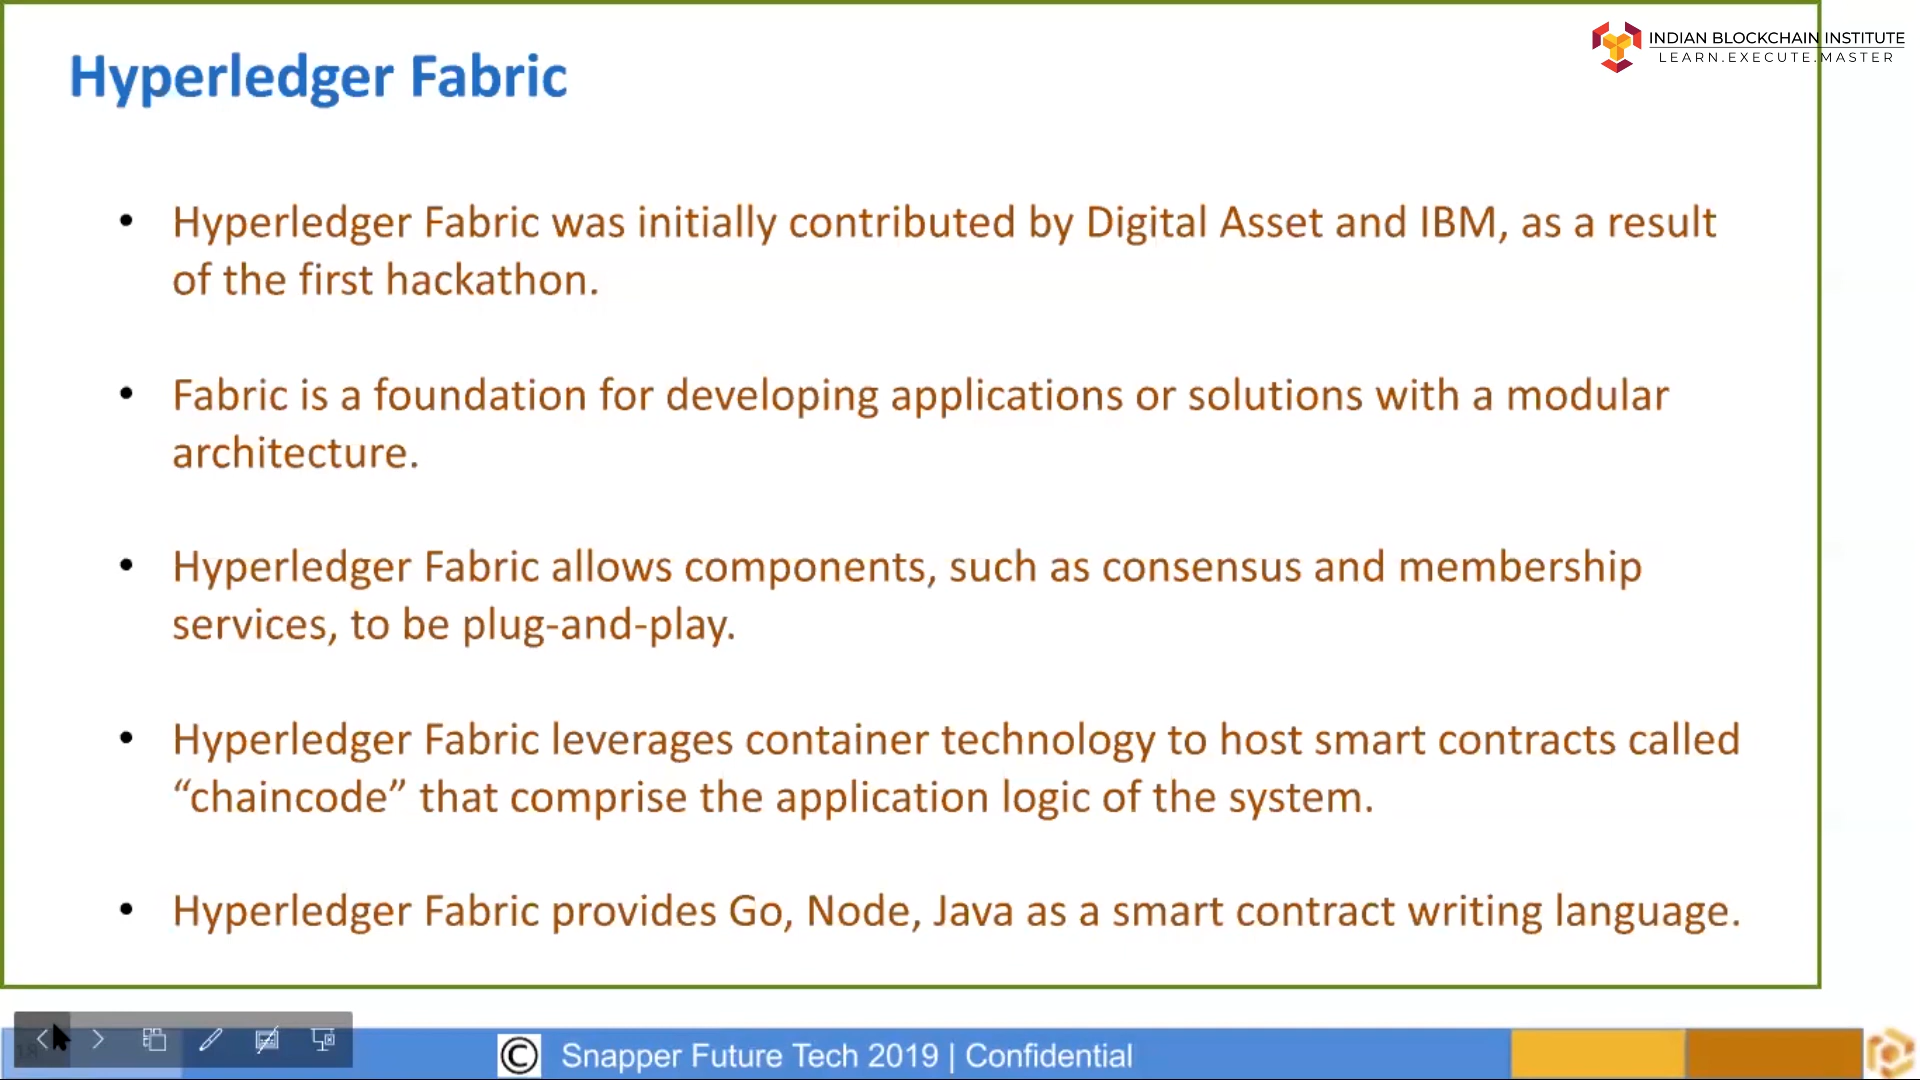 INDIAN BLOCKCHAIN INSTITUTE
LEARN.EXECUTE.MASTER
Hyperledger Fabric
• Hyperledger Fabric was initially contributed by Digital Asset and IBM, as a result
of the first hackathon.
• Fabric is a foundation for developing applications or solutions with a modular
architecture.
• Hyperledger Fabric allows components, such as consensus and membership
services, to be plug-and-play.
• Hyperledger Fabric leverages container technology to host smart contracts called
“chaincode” that comprise the application logic of the system.
• Hyperledger Fabric provides Go, Node, Java as a smart contract writing language.
© Snapper Future Tech 2019 | Confidential